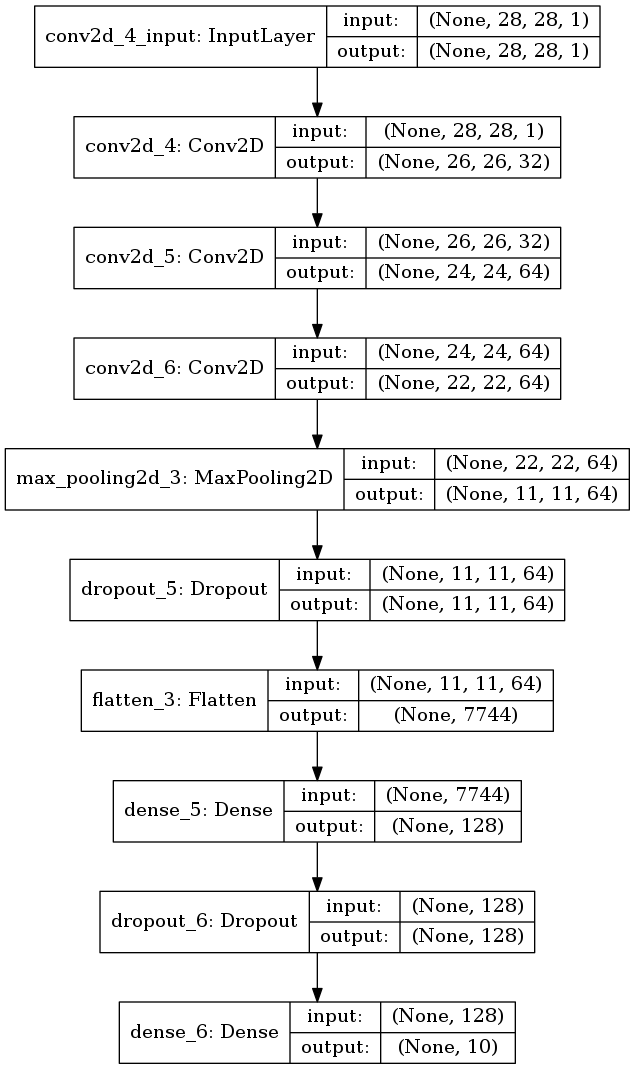 conv2d_4_input: InputLayer
input:
(None, 28, 28, 1)
output:
(None, 28, 28, 1)
conv2d_4: Conv2D
input:
(None, 28, 28, 1)
output:
(None, 26, 26, 32)
conv2d_5: Conv2D
input:
(None, 26, 26, 32)
output:
(None, 24, 24, 64)
conv2d_6: Conv2D
input:
(None, 24, 24, 64)
output:
(None, 22, 22, 64)
max_pooling2d_3: MaxPooling2D
input:
(None, 22, 22, 64)
output:
(None, 11, 11, 64)
dropout_5: Dropout
input:
(None, 11, 11, 64)
output:
(None, 11, 11, 64)
flatten_3: Flatten
input:
(None, 11, 11, 64)
output:
(None, 7744)
dense_5: Dense
input:
(None, 7744)
output:
(None, 128)
dropout_6: Dropout
input:
(None, 128)
output:
(None, 128)
dense_6: Dense
input:
(None, 128)
output:
(None, 10)